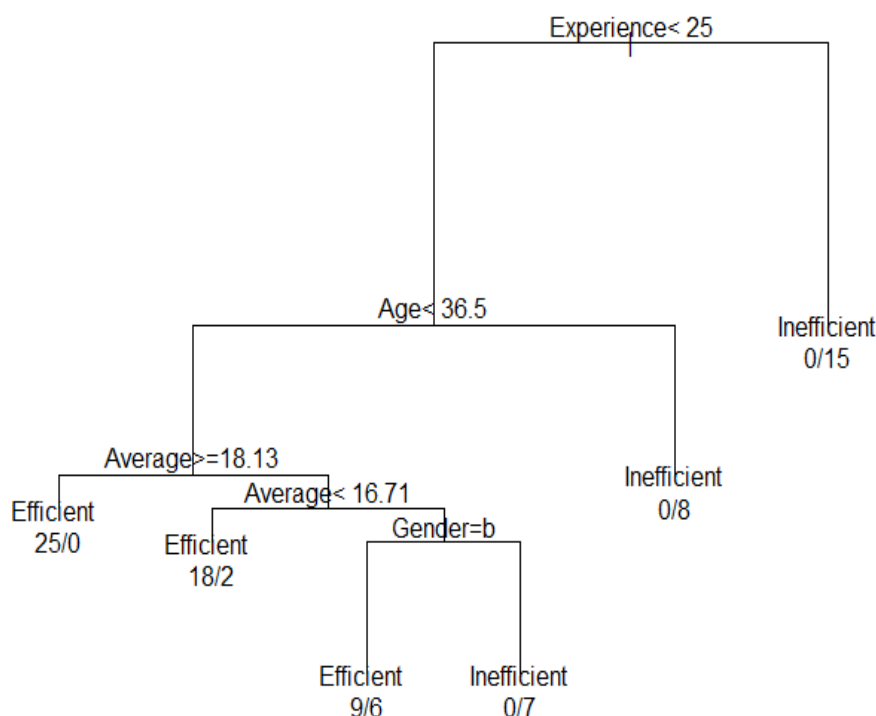 Experience< 25
Age< 36.5
Inefficient
0/15
Average>=18.13
Average< 16.71
Inefficient
0/8
Efficient
25/0
Gender=b
Efficient
18/2
Efficient
9/6
Inefficient
0/7